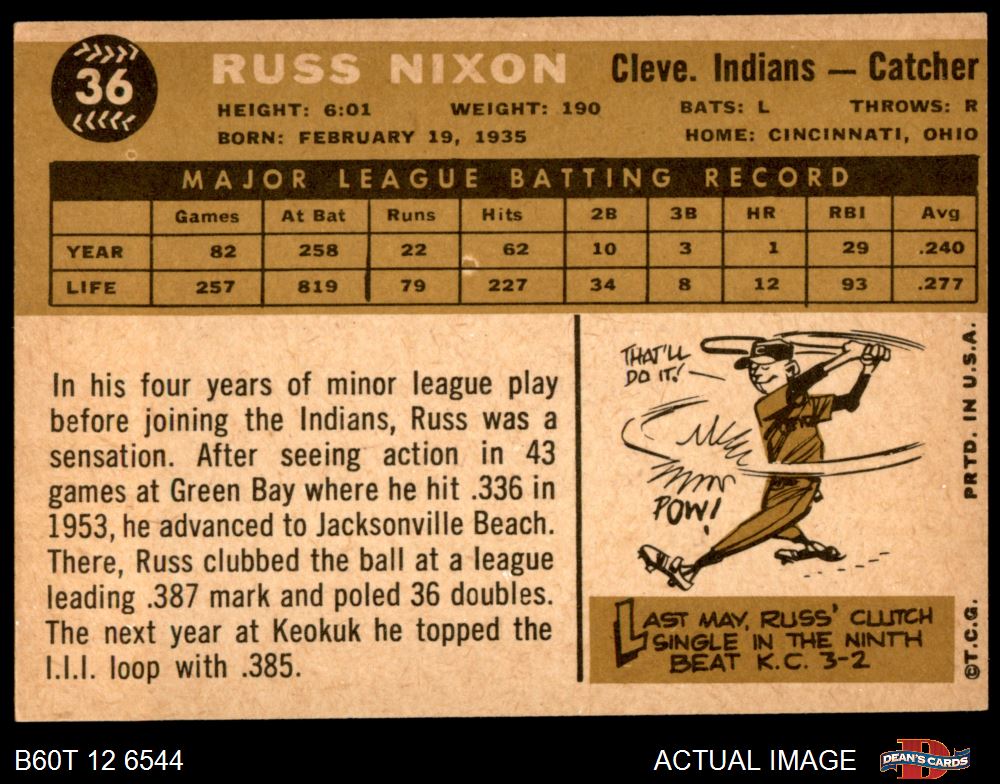 36
RUSS NIXON
Cleve. Indians — Catcher
HEIGHT: 6:01 WEIGHT: 190 BATS: L THROWS: R
BORN: FEBRUARY 19, 1935 HOME: CINCINNATI, OHIO
MAJOR LEAGUE BATTING RECORD
Games At Bat Runs Hits 2B 3B HR RBI Avg
YEAR 82 258 22 62 10 3 1 29 .240
LIFE 257 819 79 227 34 8 12 93 .277
In his four years of minor league play
before joining the Indians, Russ was a
sensation. After seeing action in 43
games at Green Bay where he hit .336 in
1953, he advanced to Jacksonville Beach.
There, Russ clubbed the ball at a league
leading .387 mark and poled 36 doubles.
The next year at Keokuk he topped the
I.I.I. loop with .385.
THAT'LL
DO IT!
POW!
LAST MAY, RUSS' CLUTCH
SINGLE IN THE NINTH
BEAT K.C. 3-2
PRTD. IN U.S.A.
©T.C.G.
B60T 12 6544
ACTUAL IMAGE
D
DEAN'S CARDS